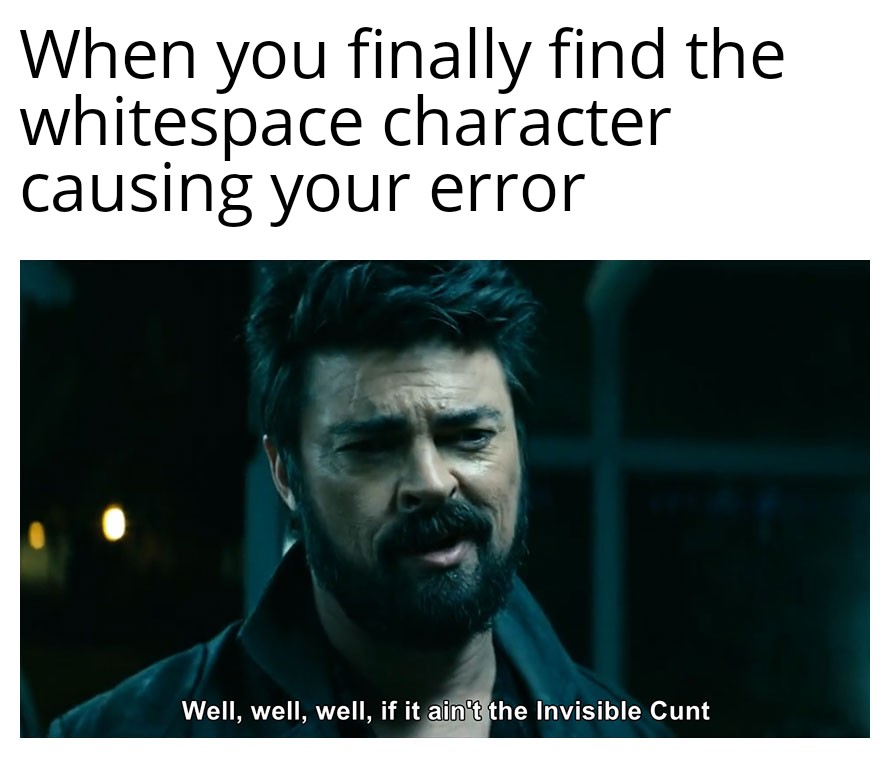 When you finally find the
whitespace character
causing your error
Well, well, well, if it ain't the Invisible Cunt